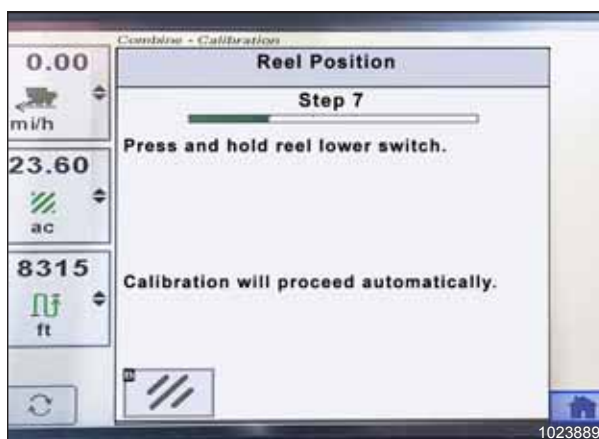 Combine - Calibration
0.00
mi/h
23.60
ac
8315
ft
Reel Position
Step 7
Press and hold reel lower switch.
Calibration will proceed automatically.
1023889